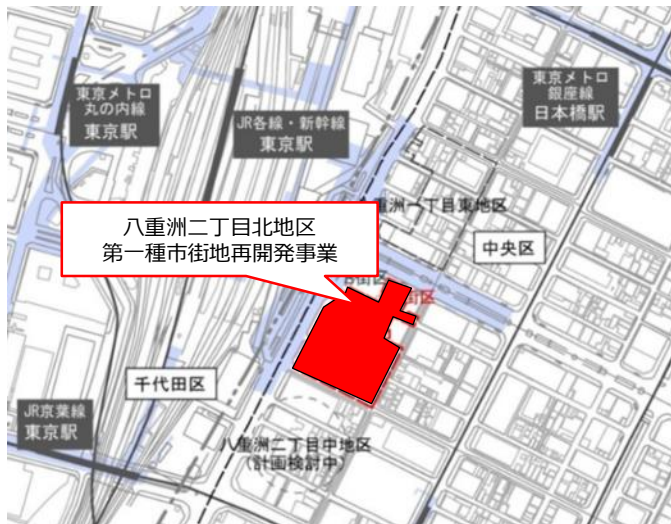 東京メトロ
丸の内線
東京駅
JR各線・新幹線
東京駅
東京メトロ
銀座線
日本橋駅
重洲一丁目東地区
八重洲二丁目北地区
第一種市街地再開発事業
中央区
街区
街区
千代田区
JR京葉線
東京駅
八重洲二丁目中地区
(計画検討中)